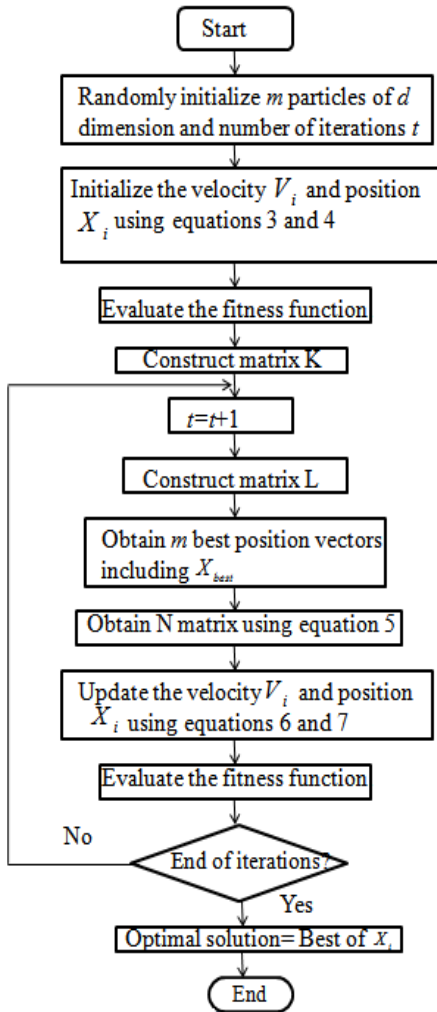 Start
Randomly initialize m particles of d
dimension and number of iterations t
Initialize the velocity V_i and position
X_i using equations 3 and 4
Evaluate the fitness function
Construct matrix K
t=t+1
Construct matrix L
Obtain m best position vectors
including X_best
Obtain N matrix using equation 5
Update the velocity V_i and position
X_i using equations 6 and 7
Evaluate the fitness function
No
End of iterations?
Yes
Optimal solution= Best of X_i
End